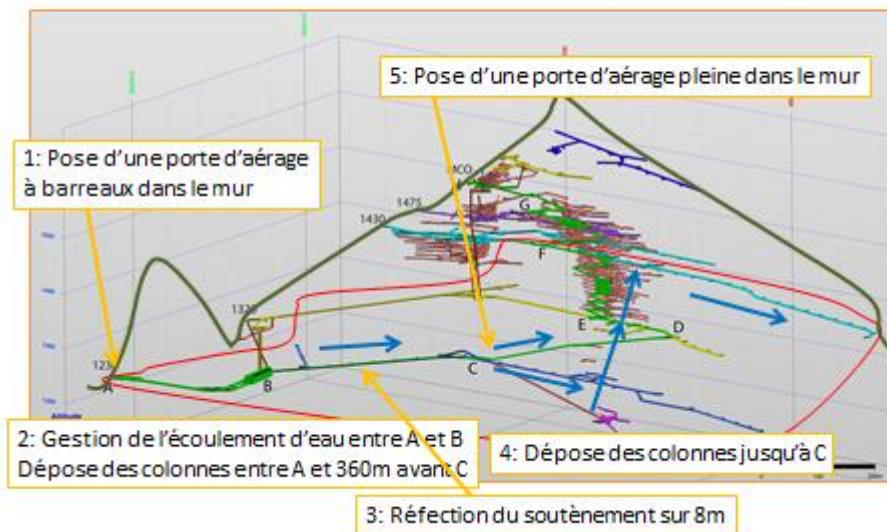 5: Pose d'une porte d'aérage pleine dans le mur
1: Pose d'une porte d'aérage
à barreaux dans le mur
1475
G
1430
F
1320
E
D
A
B
C
2: Gestion de l'écoulement d'eau entre A et B
Dépose des colonnes entre A et 360m avant C
4: Dépose des colonnes jusqu'à C
3: Réfection du soutènement sur 8m